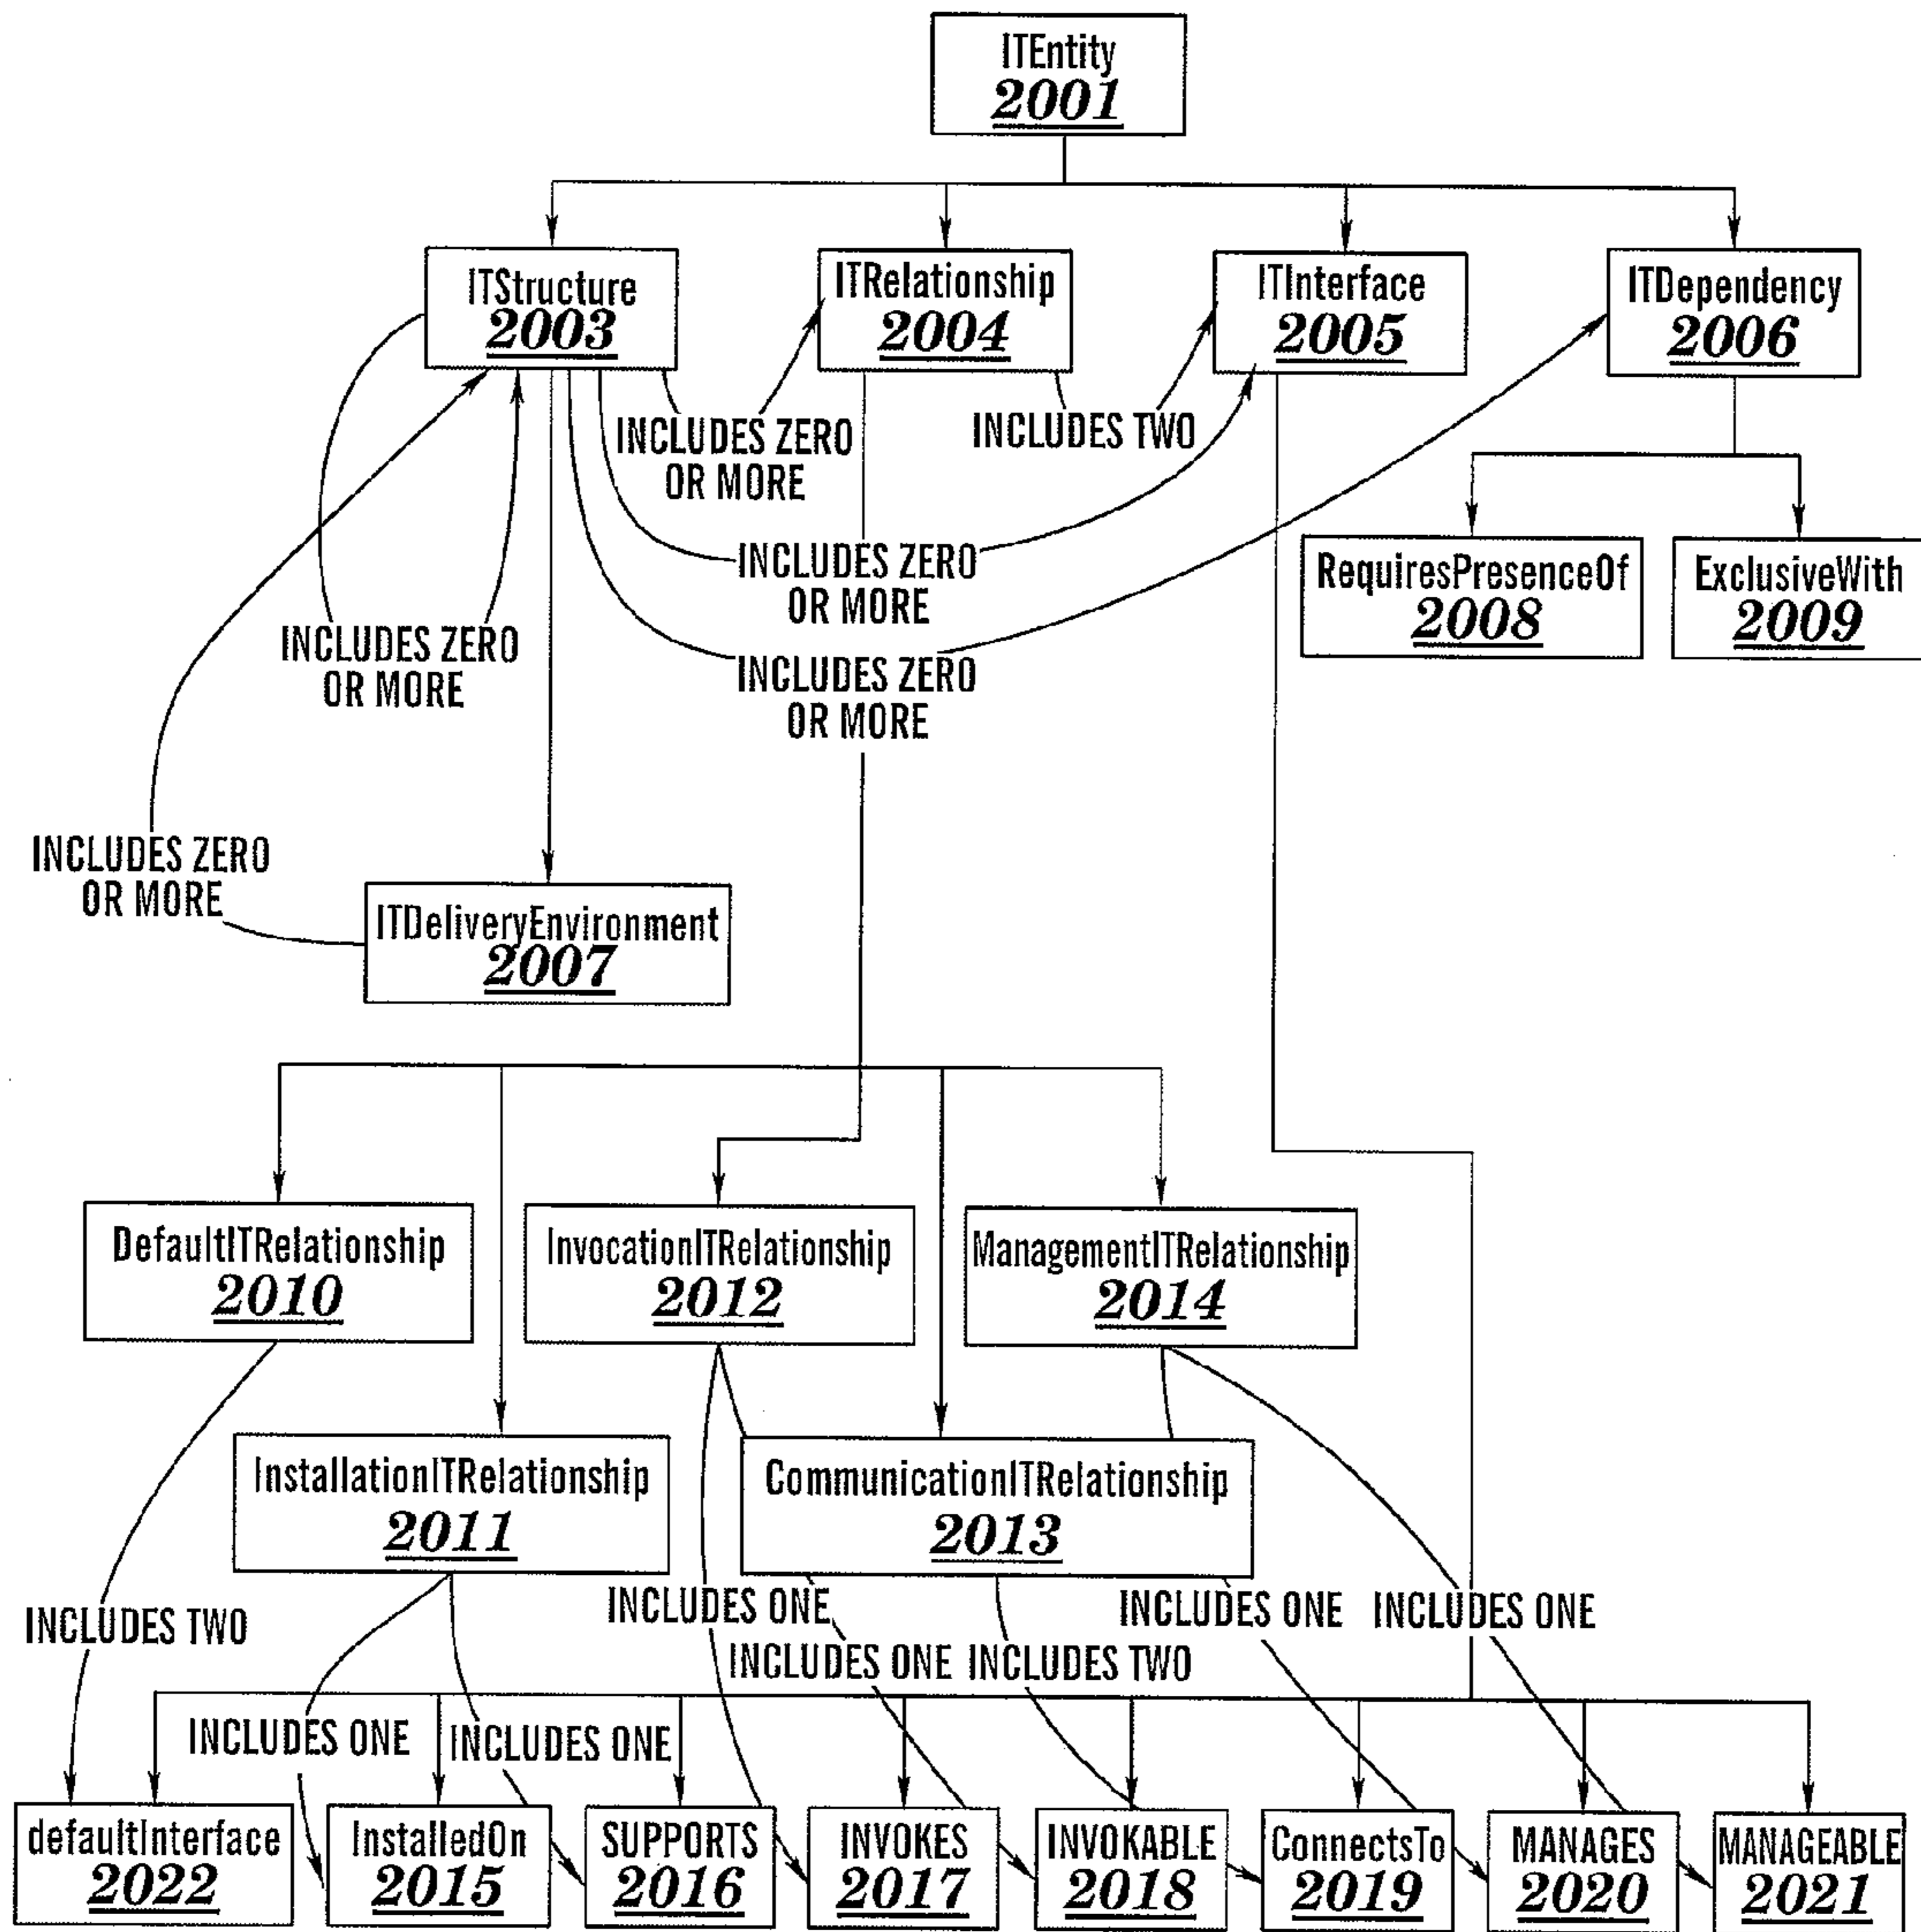 ITEntity
2001
ITStructure
2003
ITRelationship
2004
ITInterface
2005
ITDependency
2006
INCLUDES ZERO
OR MORE
INCLUDES TWO
INCLUDES ZERO
OR MORE
RequiresPresenceOf
2008
ExclusiveWith
2009
INCLUDES ZERO
OR MORE
INCLUDES ZERO
OR MORE
INCLUDES ZERO
OR MORE
ITDeliveryEnvironment
2007
DefaultITRelationship
2010
InvocationITRelationship
2012
ManagementITRelationship
2014
InstallationITRelationship
2011
CommunicationITRelationship
2013
INCLUDES TWO
INCLUDES ONE
INCLUDES ONE
INCLUDES ONE
INCLUDES ONE
INCLUDES TWO
INCLUDES ONE
INCLUDES ONE
defaultInterface
2022
InstalledOn
2015
SUPPORTS
2016
INVOKES
2017
INVOKABLE
2018
ConnectsTo
2019
MANAGES
2020
MANAGEABLE
2021